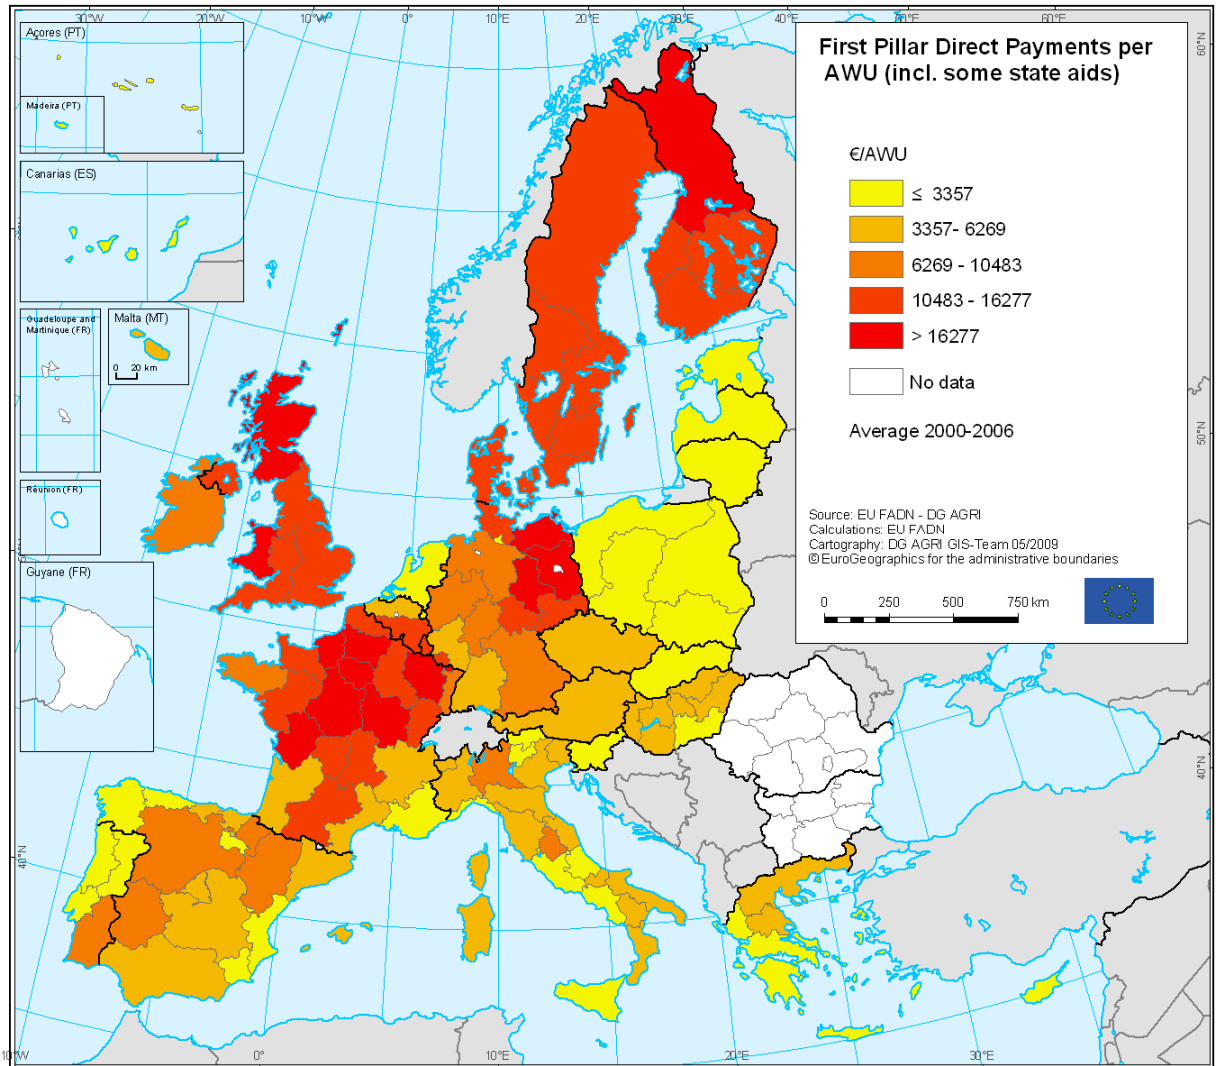 30°W
20°W
10°W
0°
10°E
20°E
30°E
40°E
50°E
60°E
Açores (PT)
Madeira (PT)
Canarias (ES)
Guadeloupe and
Martinique (FR)
Malta (MT)
0 20 km
Réunion (FR)
Guyane (FR)
First Pillar Direct Payments per
AWU (incl. some state aids)
€/AWU
≤ 3357
3357- 6269
6269 - 10483
10483 - 16277
> 16277
No data
Average 2000-2006
Source: EU FADN - DG AGRI
Calculations: EU FADN
Cartography: DG AGRI GIS-Team 05/2009
© EuroGeographics for the administrative boundaries
0 250 500 750 km
60°N
50°N
40°N
40°N
10°W
0°
10°E
20°E
30°E